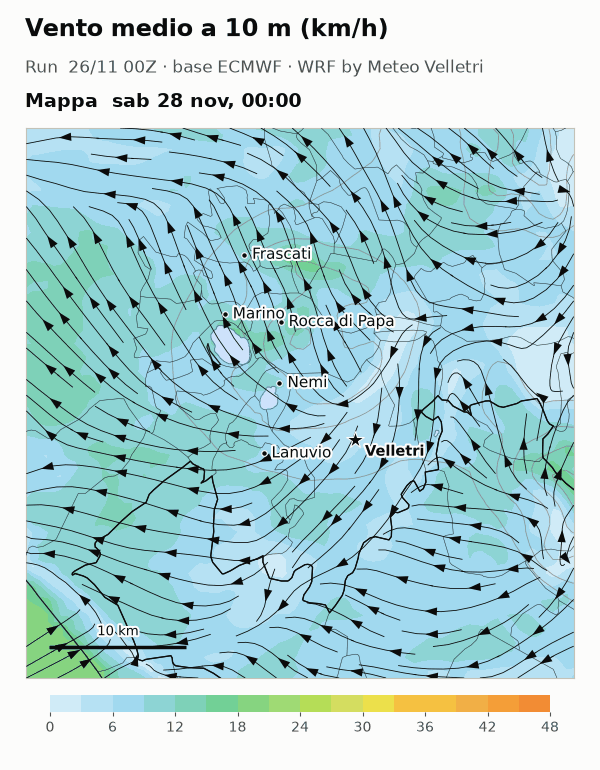 Vento medio a 10 m (km/h)
Run 26/11 00Z · base ECMWF · WRF by Meteo Velletri
Mappa sab 28 nov, 00:00
Frascati
Marino
Rocca di Papa
Nemi
Velletri
Lanuvio
10 km
0 6 12 18 24 30 36 42 48